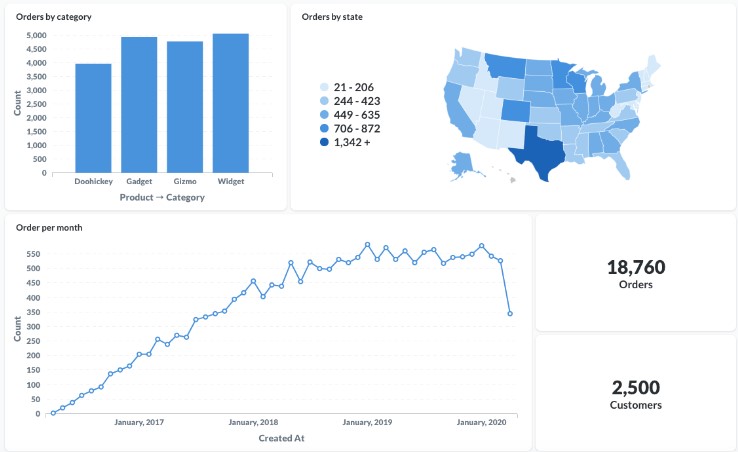 Orders by category
5,000
4,500
4,000
3,500
3,000
2,500
2,000
1,500
1,000
500
0
Count
Doohickey Gadget Gizmo Widget
Product → Category
Orders by state
21 - 206
244 - 423
449 - 635
706 - 872
1,342 +
Order per month
550
500
450
400
350
300
250
200
150
100
50
0
Count
January, 2017 January, 2018 January, 2019 January, 2020
Created At
18,760
Orders
2,500
Customers